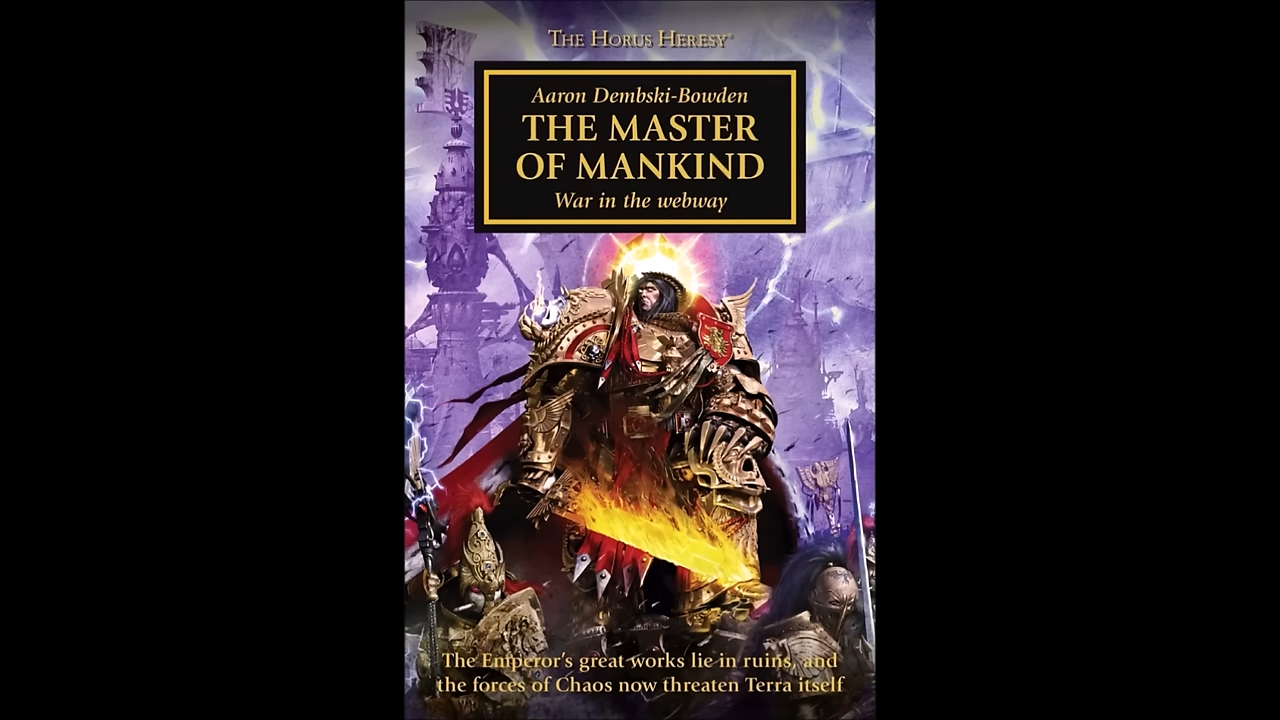 The Horus Heresy®
Aaron Dembski-Bowden
THE MASTER
OF MANKIND
War in the webway
The Emperor's great works lie in ruins, and
the forces of Chaos now threaten Terra itself